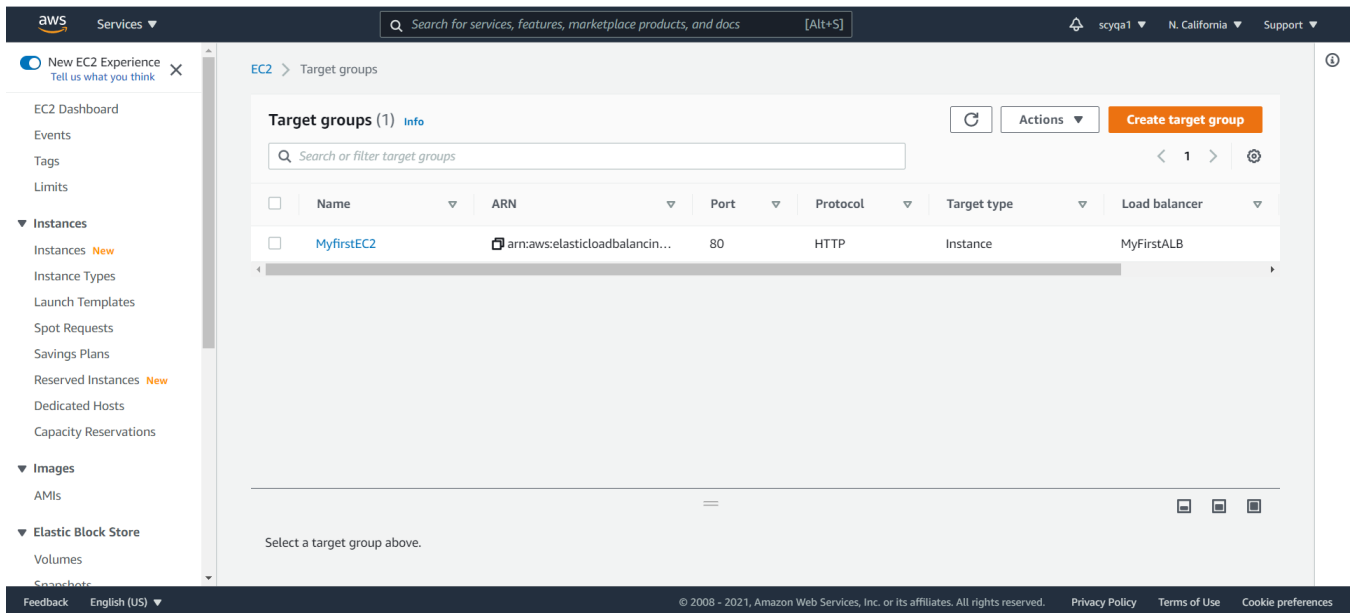 aws Services ▼ Search for services, features, marketplace products, and docs [Alt+S] scyqa1 ▼ N. California ▼ Support ▼
New EC2 Experience
Tell us what you think
EC2 Dashboard
Events
Tags
Limits
Instances
Instances New
Instance Types
Launch Templates
Spot Requests
Savings Plans
Reserved Instances New
Dedicated Hosts
Capacity Reservations
Images
AMIs
Elastic Block Store
Volumes
Snapshots
EC2 > Target groups
Target groups (1) Info
Actions ▼ Create target group
Search or filter target groups
< 1 >
Name ARN Port Protocol Target type Load balancer
MyfirstEC2 arn:aws:elasticloadbalancin... 80 HTTP Instance MyFirstALB
Select a target group above.
Feedback English (US) ▼ © 2008 - 2021, Amazon Web Services, Inc. or its affiliates. All rights reserved. Privacy Policy Terms of Use Cookie preferences